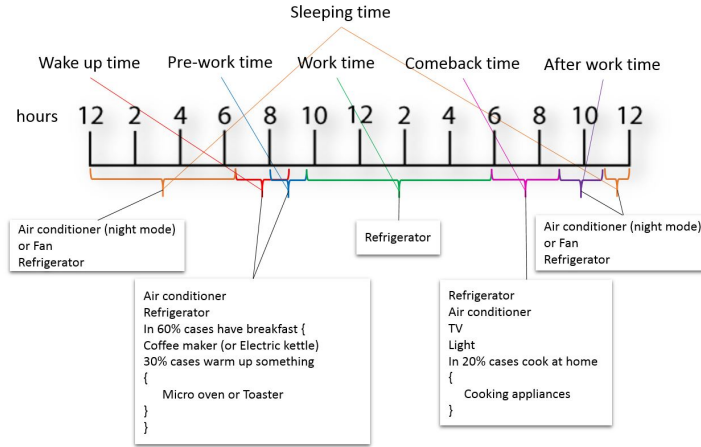 Sleeping time
Wake up time
Pre-work time
Work time
Comeback time
After work time
hours
12 2 4 6 8 10 12 2 4 6 8 10 12
Air conditioner (night mode)
or Fan
Refrigerator
Air conditioner
Refrigerator
In 60% cases have breakfast {
Coffee maker (or Electric kettle)
30% cases warm up something
{
Micro oven or Toaster
}
}
Refrigerator
Refrigerator
Air conditioner
TV
Light
In 20% cases cook at home
{
Cooking appliances
}
Air conditioner (night mode)
or Fan
Refrigerator